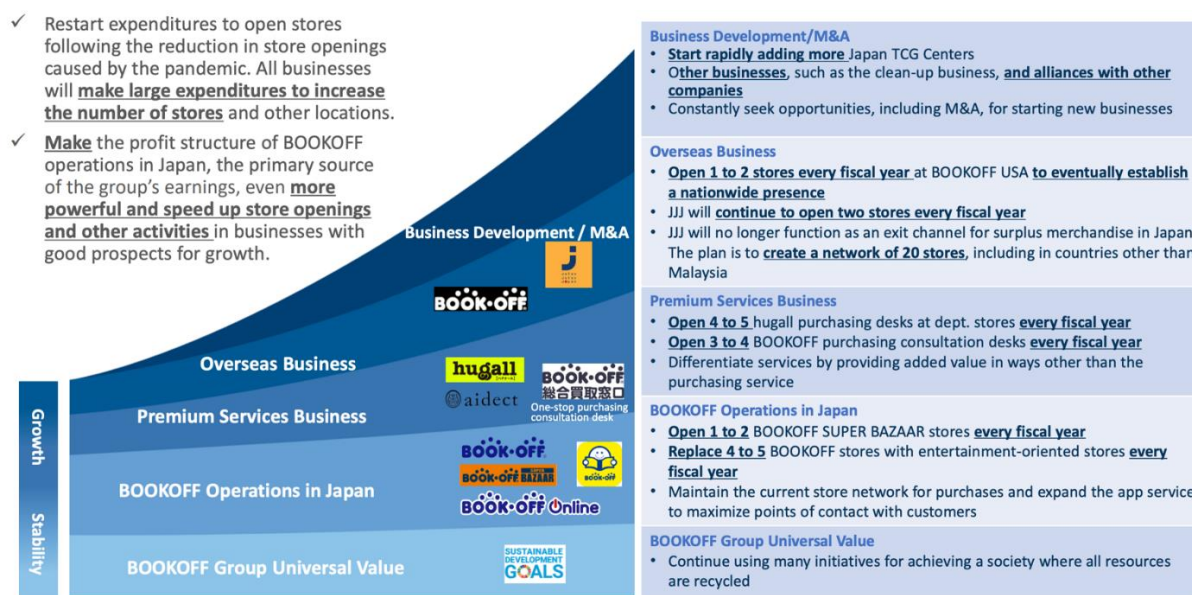 ✓ Restart expenditures to open stores
following the reduction in store openings
caused by the pandemic. All businesses
will make large expenditures to increase
the number of stores and other locations.
✓ Make the profit structure of BOOKOFF
operations in Japan, the primary source
of the group's earnings, even more
powerful and speed up store openings
and other activities in businesses with
good prospects for growth.
Business Development / M&A
J
BOOK•OFF
Overseas Business
hugall
aidect
BOOK•OFF
総合買取窓口
One-stop purchasing
consultation desk
Premium Services Business
BOOK•OFF
BOOK•OFF SUPER BAZAAR
BOOK•OFF
BOOK•OFF Online
BOOKOFF Operations in Japan
SUSTAINABLE
DEVELOPMENT
GOALS
BOOKOFF Group Universal Value
Growth
Stability
Business Development/M&A
• Start rapidly adding more Japan TCG Centers
• Other businesses, such as the clean-up business, and alliances with other
companies
• Constantly seek opportunities, including M&A, for starting new businesses
Overseas Business
• Open 1 to 2 stores every fiscal year at BOOKOFF USA to eventually establish
a nationwide presence
• JJJ will continue to open two stores every fiscal year
• JJJ will no longer function as an exit channel for surplus merchandise in Japan
The plan is to create a network of 20 stores, including in countries other than
Malaysia
Premium Services Business
• Open 4 to 5 hugall purchasing desks at dept. stores every fiscal year
• Open 3 to 4 BOOKOFF purchasing consultation desks every fiscal year
• Differentiate services by providing added value in ways other than the
purchasing service
BOOKOFF Operations in Japan
• Open 1 to 2 BOOKOFF SUPER BAZAAR stores every fiscal year
• Replace 4 to 5 BOOKOFF stores with entertainment-oriented stores every
fiscal year
• Maintain the current store network for purchases and expand the app service
to maximize points of contact with customers
BOOKOFF Group Universal Value
• Continue using many initiatives for achieving a society where all resources
are recycled